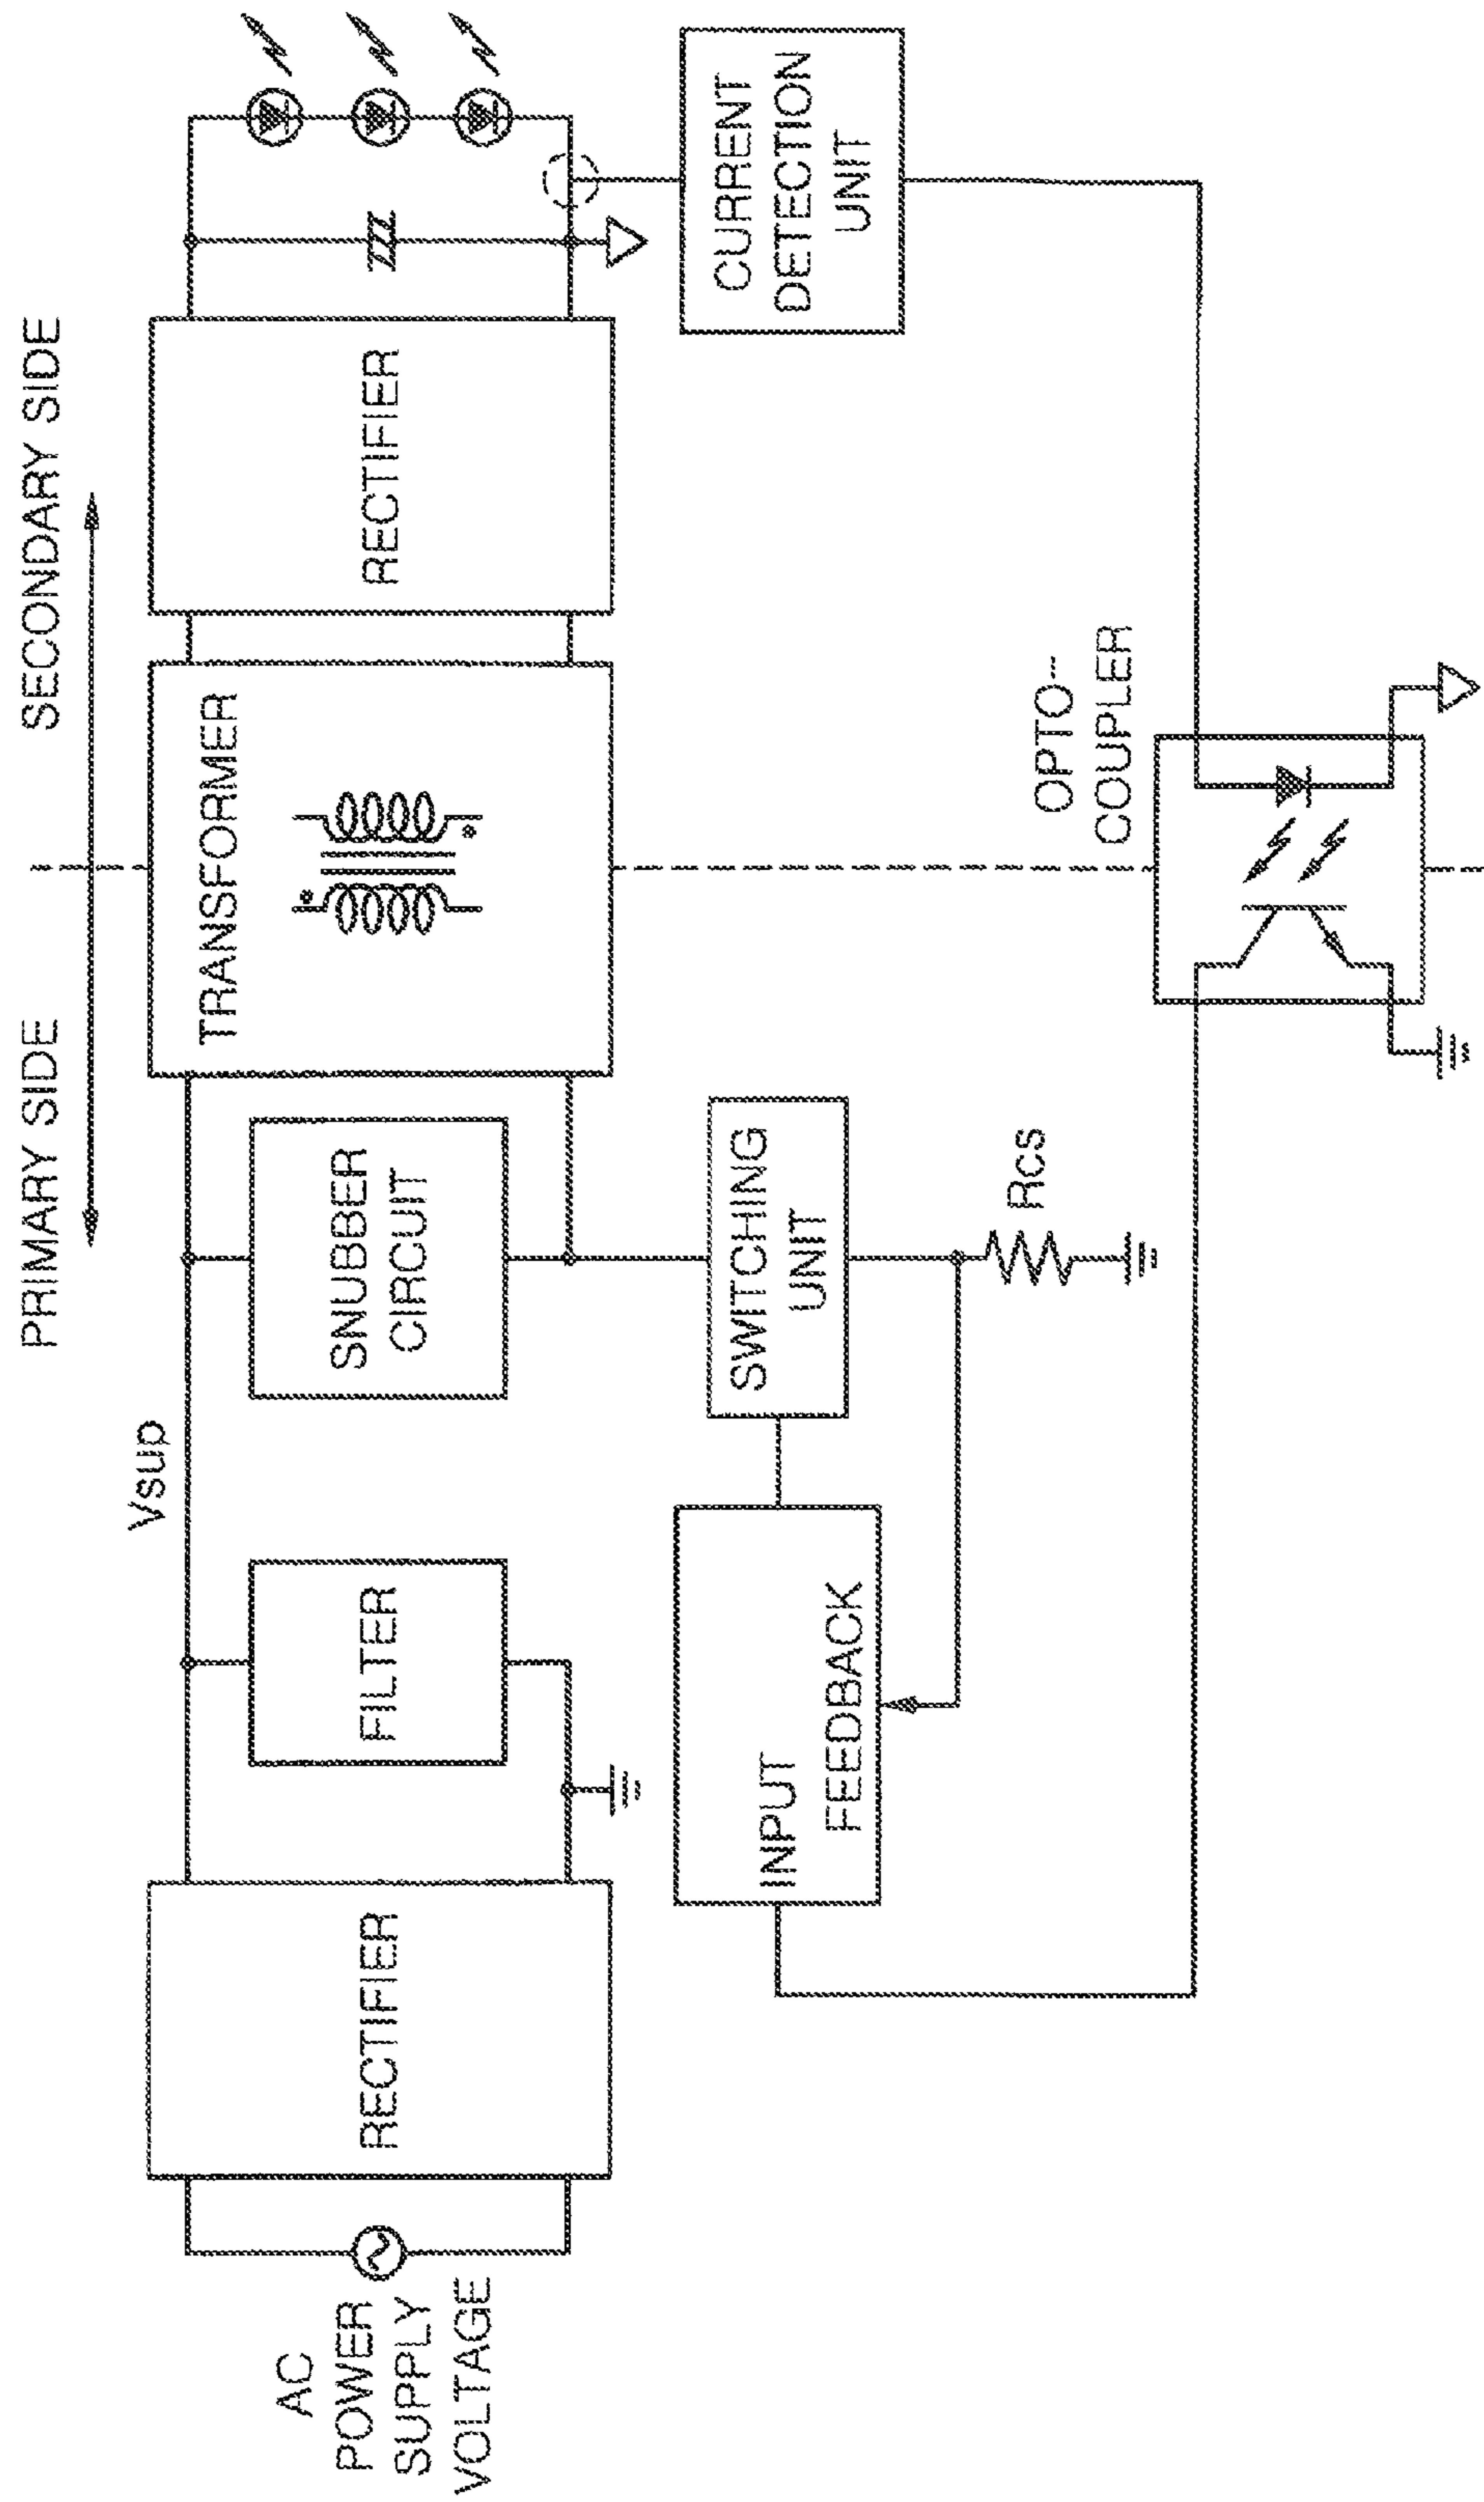 PRIMARY SIDE
SECONDARY SIDE
Vsup
AC
POWER
SUPPLY
VOLTAGE
RECTIFIER
FILTER
SNUBBER
CIRCUIT
TRANSFORMER
RECTIFIER
INPUT
FEEDBACK
SWITCHING
UNIT
CURRENT
DETECTION
UNIT
Rcs
OPTO-
COUPLER